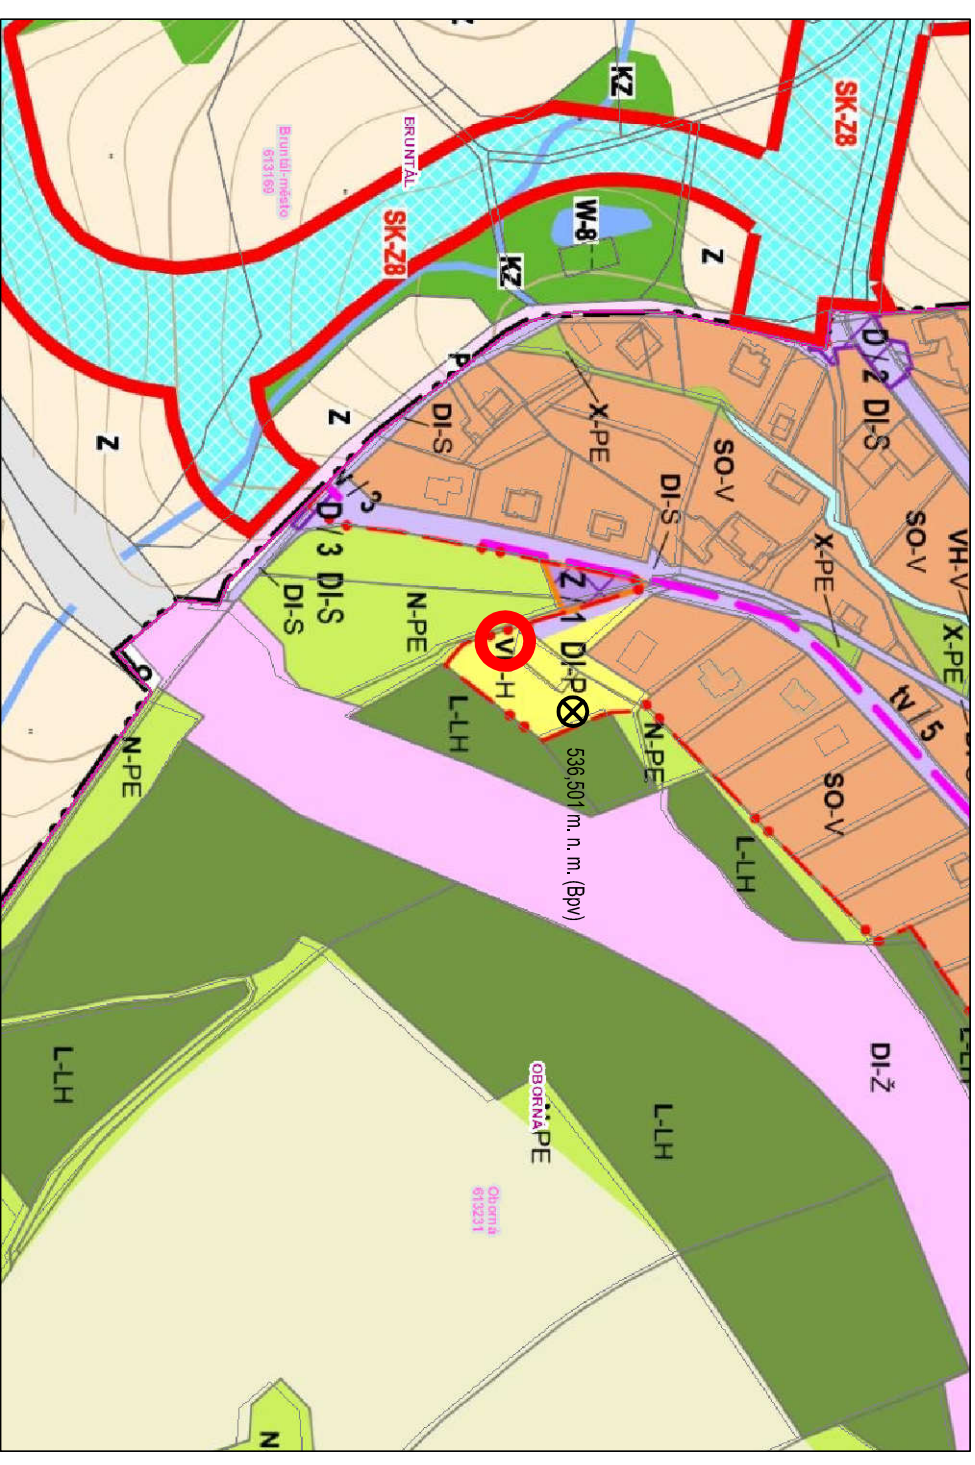 KZ
SK-Z8
BRUNTÁL
Bruntál-město
613169
SK-Z8
W-8
KZ
Z
Z
Z
DI-S
X-PE
SO-V
DI-S
D / 2 DI-S
SO-V
VH-V
X-PE
X-PE
D / 3 DI-S
DI-S
N-PE
Z
1 DI-P
VI-H
L-LH
536,501 m. n. m. (Bpv)
N-PE
tv / 5
SO-V
L-LH
N-PE
DI-Ž
L-LH
L-LH
L-LH
OBORNÁ
PE
Oborná
613231
N